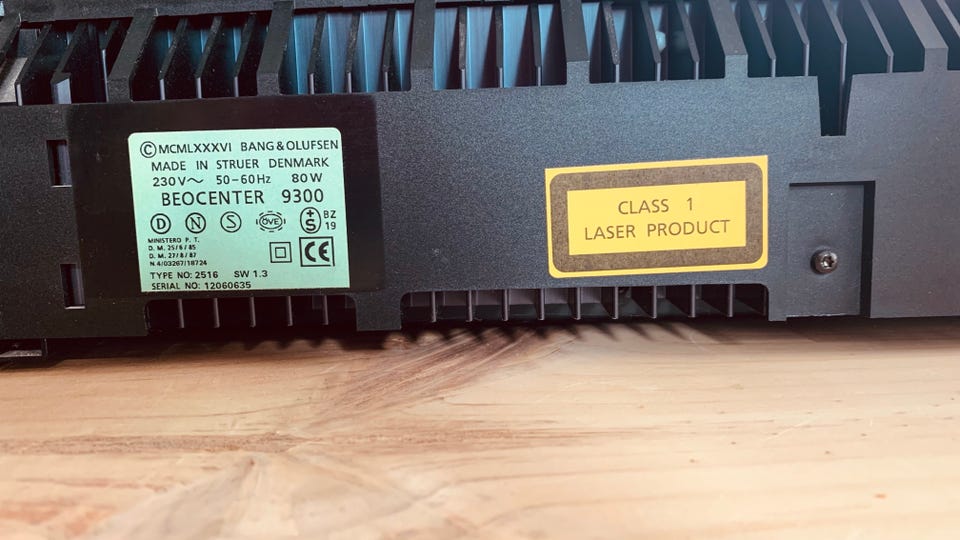 © MCMLXXXVI BANG & OLUFSEN
MADE IN STRUER DENMARK
230 V~ 50-60 Hz 80 W
BEOCENTER 9300
D N S ÖVE + S BZ 19
MINISTERO P. T.
D. M. 25/6/85
D. M. 27/8/87
N.4/03267/18724
CE
TYPE NO: 2516 SW 1.3
SERIAL NO: 12060635
CLASS 1
LASER PRODUCT